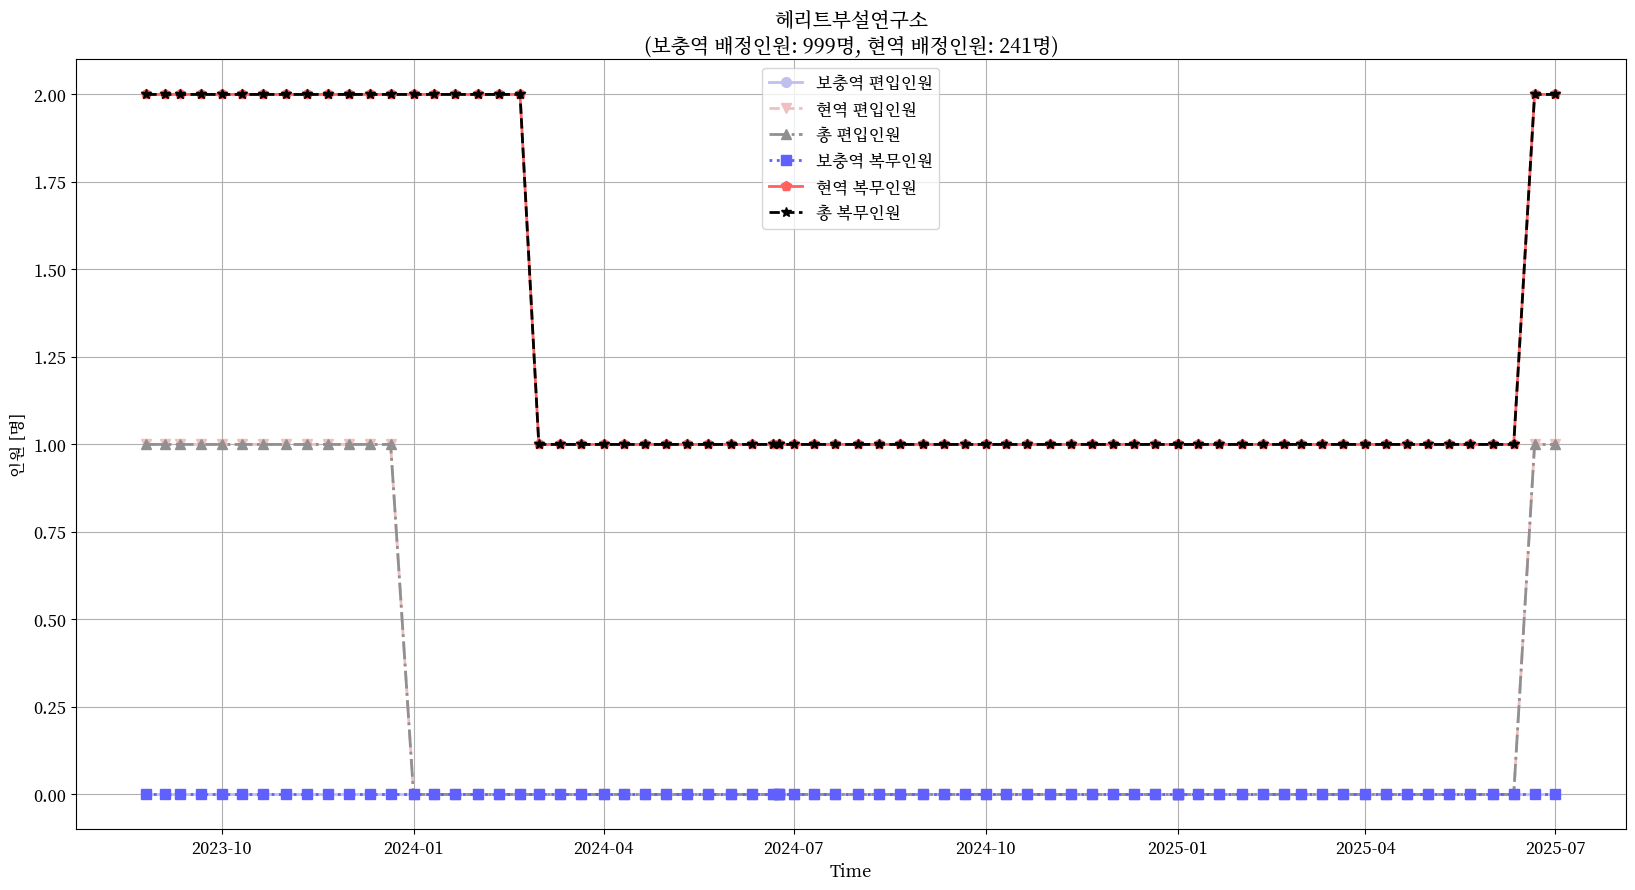 헤리트부설연구소
(보충역 배정인원: 999명, 현역 배정인원: 241명)
보충역 편입인원
현역 편입인원
총 편입인원
보충역 복무인원
현역 복무인원
총 복무인원
2.00
1.75
1.50
1.25
1.00
0.75
0.50
0.25
0.00
인원 [명]
2023-10
2024-01
2024-04
2024-07
2024-10
2025-01
2025-04
2025-07
Time